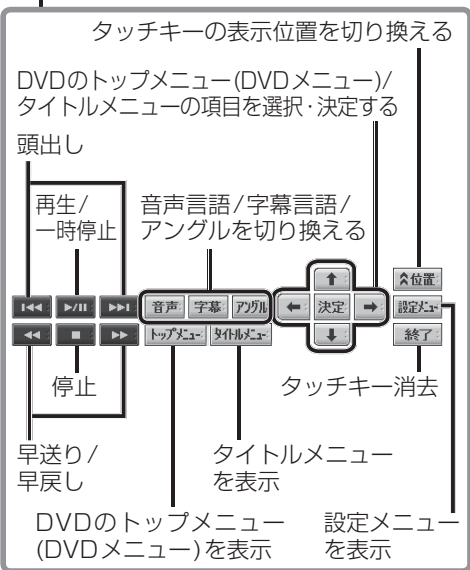 タッチキーの表示位置を切り換える
DVDのトップメニュー(DVDメニュー)/
タイトルメニューの項目を選択・決定する
頭出し
再生/
一時停止
音声言語/字幕言語/
アングルを切り換える
位置
音声 字幕 アングル
決定
設定メニュー
トップメニュー タイトルメニュー
終了
停止
タッチキー消去
早送り/
早戻し
タイトルメニュー
を表示
DVDのトップメニュー
(DVDメニュー)を表示
設定メニュー
を表示